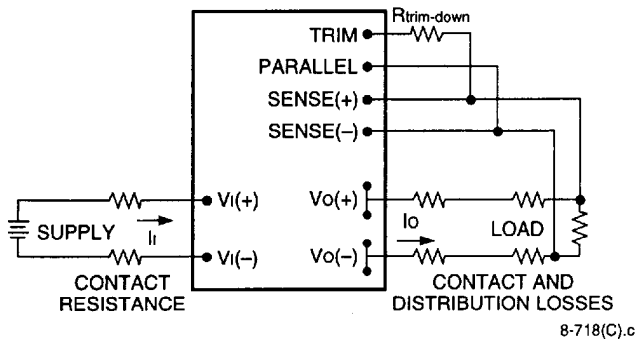 TRIM
Rtrim-down
PARALLEL
SENSE(+)
SENSE(–)
VI(+)
VO(+)
SUPPLY
II
IO
LOAD
VI(–)
VO(–)
CONTACT
RESISTANCE
CONTACT AND
DISTRIBUTION LOSSES
8-718(C).c